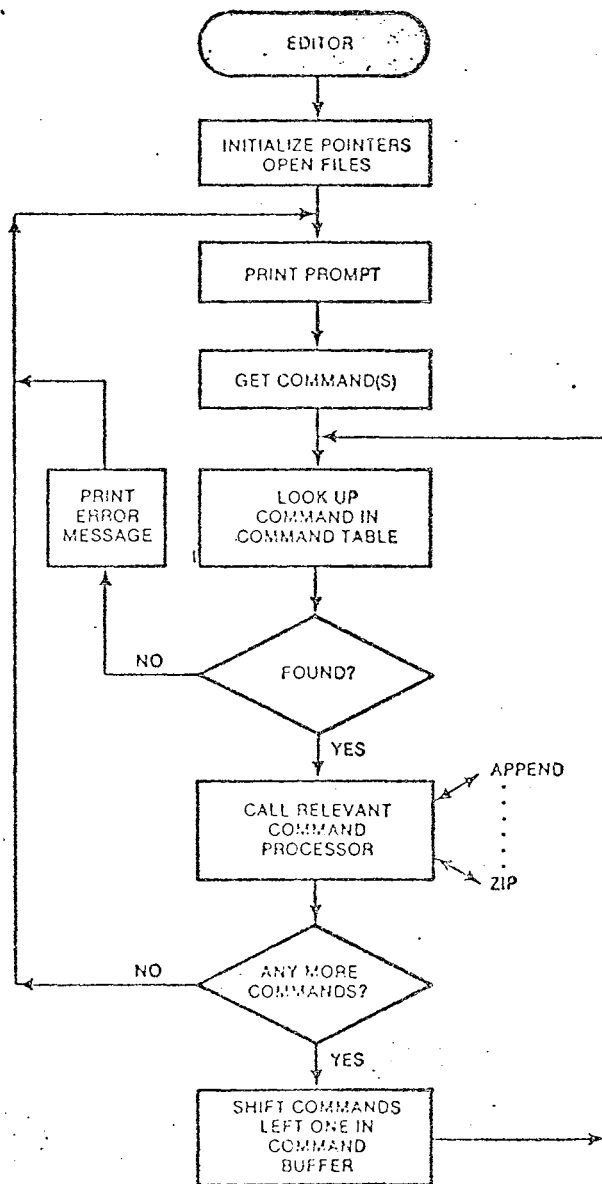 EDITOR
INITIALIZE POINTERS
OPEN FILES
PRINT PROMPT
GET COMMAND(S)
LOOK UP
COMMAND IN
COMMAND TABLE
PRINT
ERROR
MESSAGE
FOUND?
NO
YES
CALL RELEVANT
COMMAND
PROCESSOR
APPEND
ZIP
ANY MORE
COMMANDS?
NO
YES
SHIFT COMMANDS
LEFT ONE IN
COMMAND
BUFFER